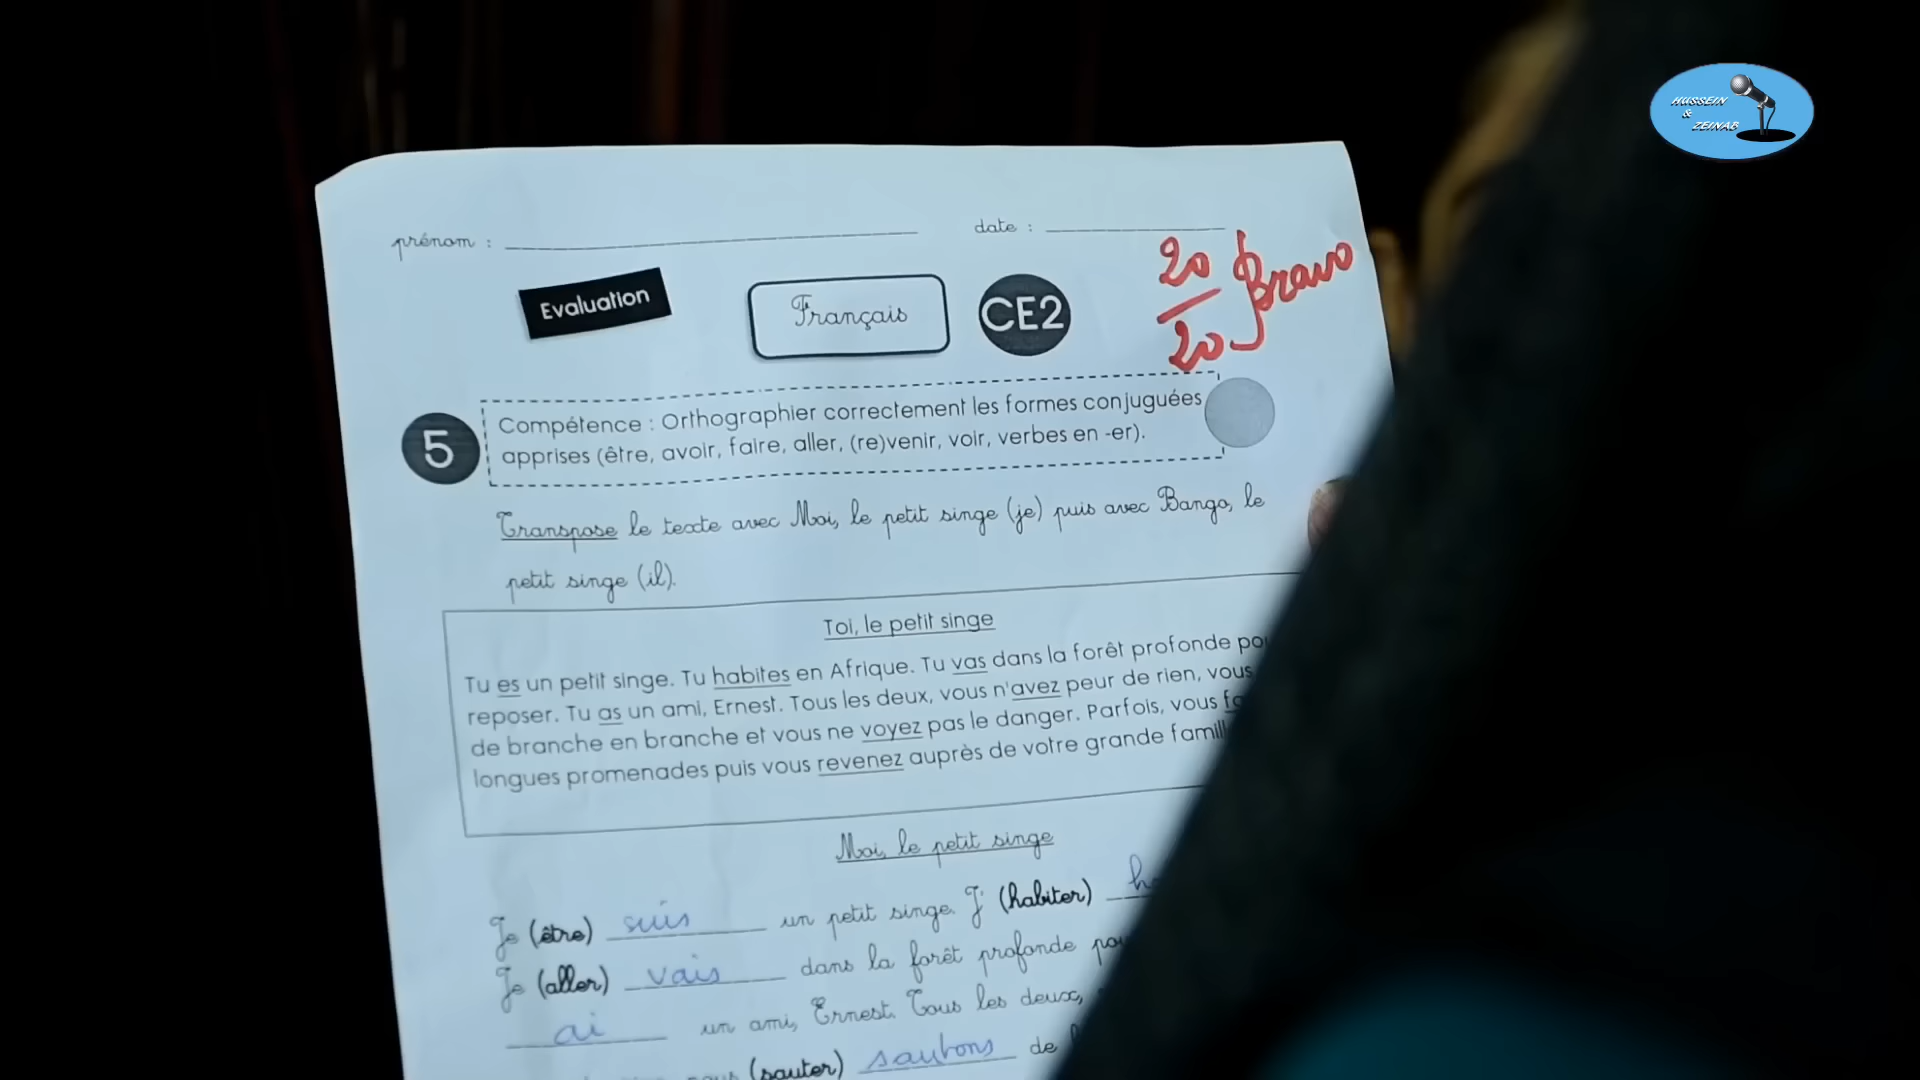 HUSSEIN
&
ZEINAB
prénom : date :
20
20
Bravo
Evaluation
Français
CE2
5
Compétence : Orthographier correctement les formes conjuguées
apprises (être, avoir, faire, aller, (re)venir, voir, verbes en -er).
Transpose le texte avec Moi, le petit singe (je) puis avec Bango, le
petit singe (il).
Toi, le petit singe
Tu es un petit singe. Tu habites en Afrique. Tu vas dans la forêt profonde
reposer. Tu as un ami, Ernest. Tous les deux, vous n'avez peur de rien, vous
de branche en branche et vous ne voyez pas le danger. Parfois, vous
longues promenades puis vous revenez auprès de votre grande
Moi, le petit singe
Je (être) suis un petit singe. J' (habiter)
Je (aller) vais dans la forêt profonde
ai un ami, Ernest. Tous les deux,
nous (sauter) sautons de